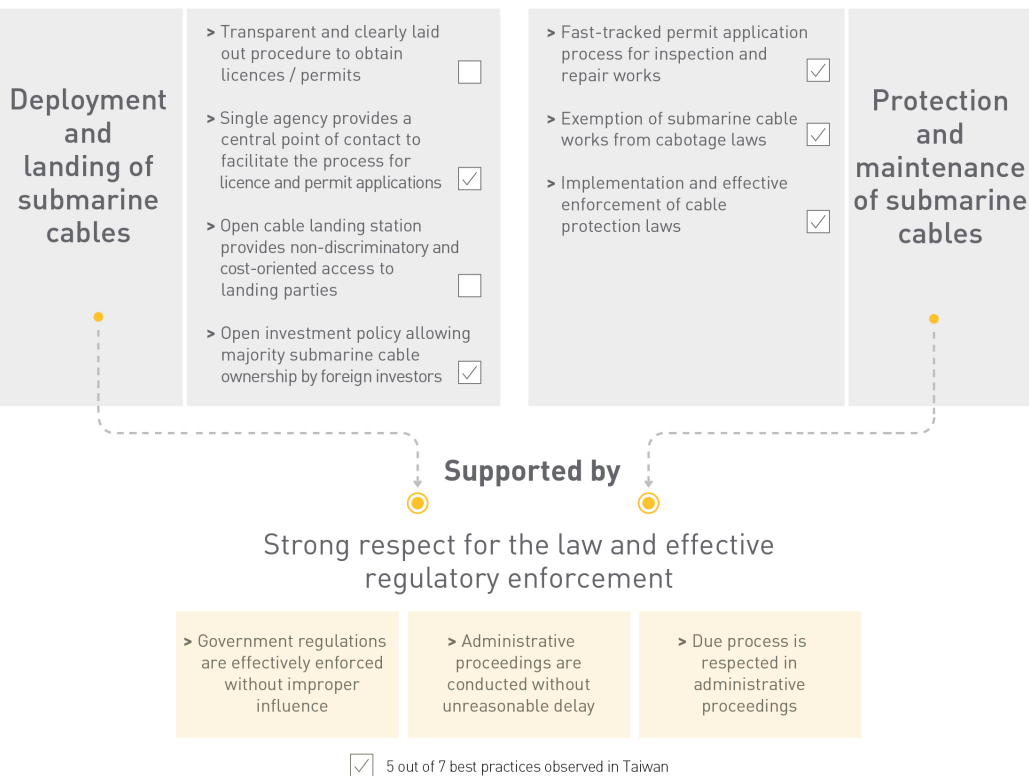 Deployment
and
landing of
submarine
cables
> Transparent and clearly laid
out procedure to obtain
licences / permits
> Single agency provides a
central point of contact to
facilitate the process for
licence and permit applications
> Open cable landing station
provides non-discriminatory and
cost-oriented access to
landing parties
> Open investment policy allowing
majority submarine cable
ownership by foreign investors
> Fast-tracked permit application
process for inspection and
repair works
> Exemption of submarine cable
works from cabotage laws
> Implementation and effective
enforcement of cable
protection laws
Protection
and
maintenance
of submarine
cables
Supported by
Strong respect for the law and effective
regulatory enforcement
> Government regulations
are effectively enforced
without improper
influence
> Administrative
proceedings are
conducted without
unreasonable delay
> Due process is
respected in
administrative
proceedings
5 out of 7 best practices observed in Taiwan